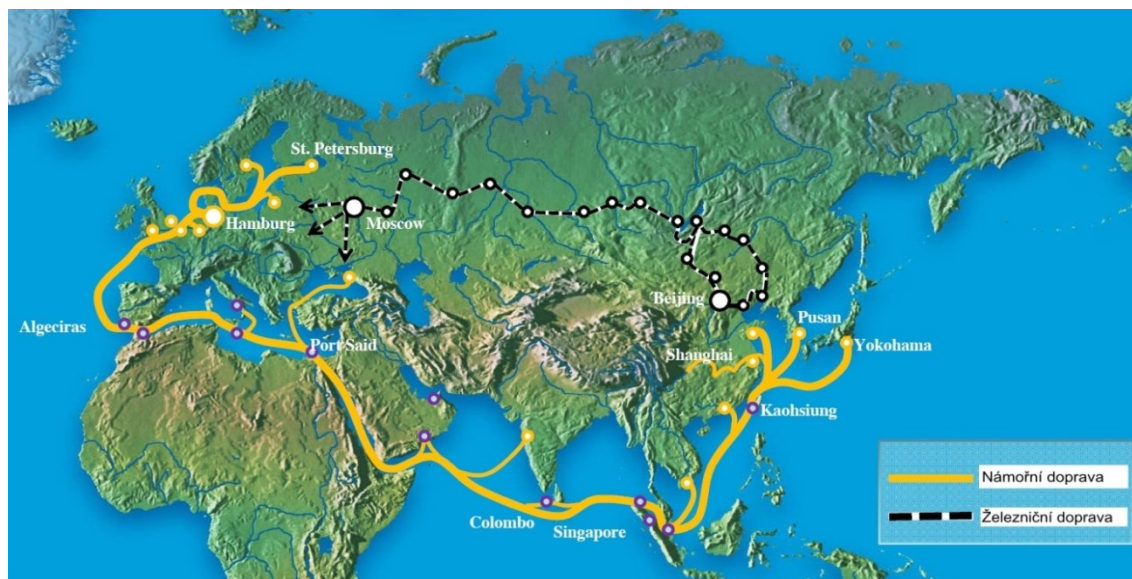 St. Petersburg
Hamburg
Moscow
Beijing
Algeciras
Port Said
Shanghai
Pusan
Yokohama
Kaohsiung
Colombo
Singapore
Námořní doprava
Železniční doprava